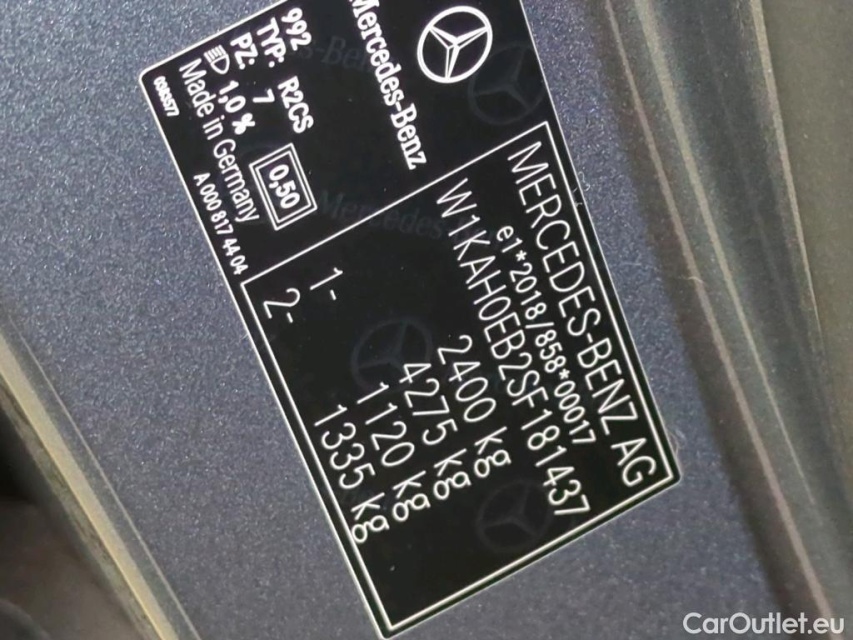 MERCEDES-BENZ AG
e1*2018/858*00017
W1KAH0EB2SF181437
2400 kg
4275 kg
1- 1120 kg
2- 1335 kg
Mercedes-Benz
992
TYP: R2CS
PZ: 7
1,0 %
0,50
Made in Germany
A 000 817 44 04
CarOutlet.eu